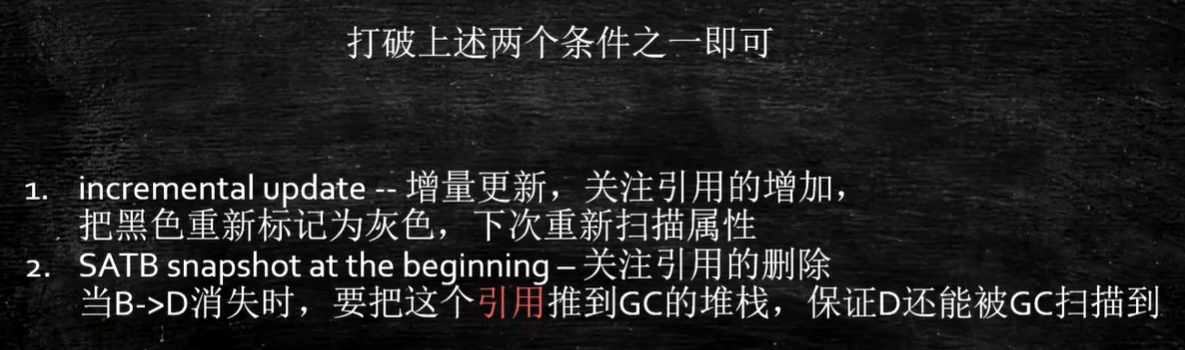 打破上述两个条件之一即可
1. incremental update -- 增量更新，关注引用的增加，
把黑色重新标记为灰色，下次重新扫描属性
2. SATB snapshot at the beginning – 关注引用的删除
当B->D消失时，要把这个引用推到GC的堆栈，保证D还能被GC扫描到